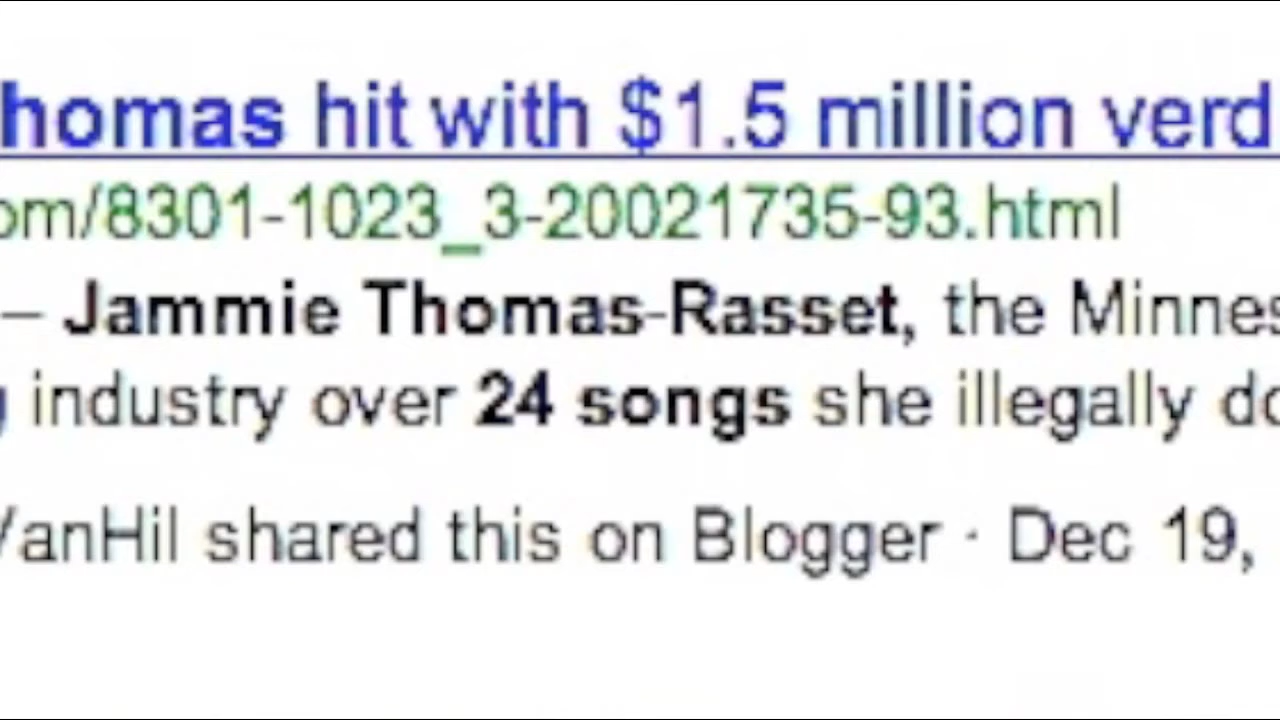 homas hit with $1.5 million verd
om/8301-1023_3-20021735-93.html
– Jammie Thomas-Rasset, the Minnes
g industry over 24 songs she illegally do
VanHil shared this on Blogger · Dec 19,